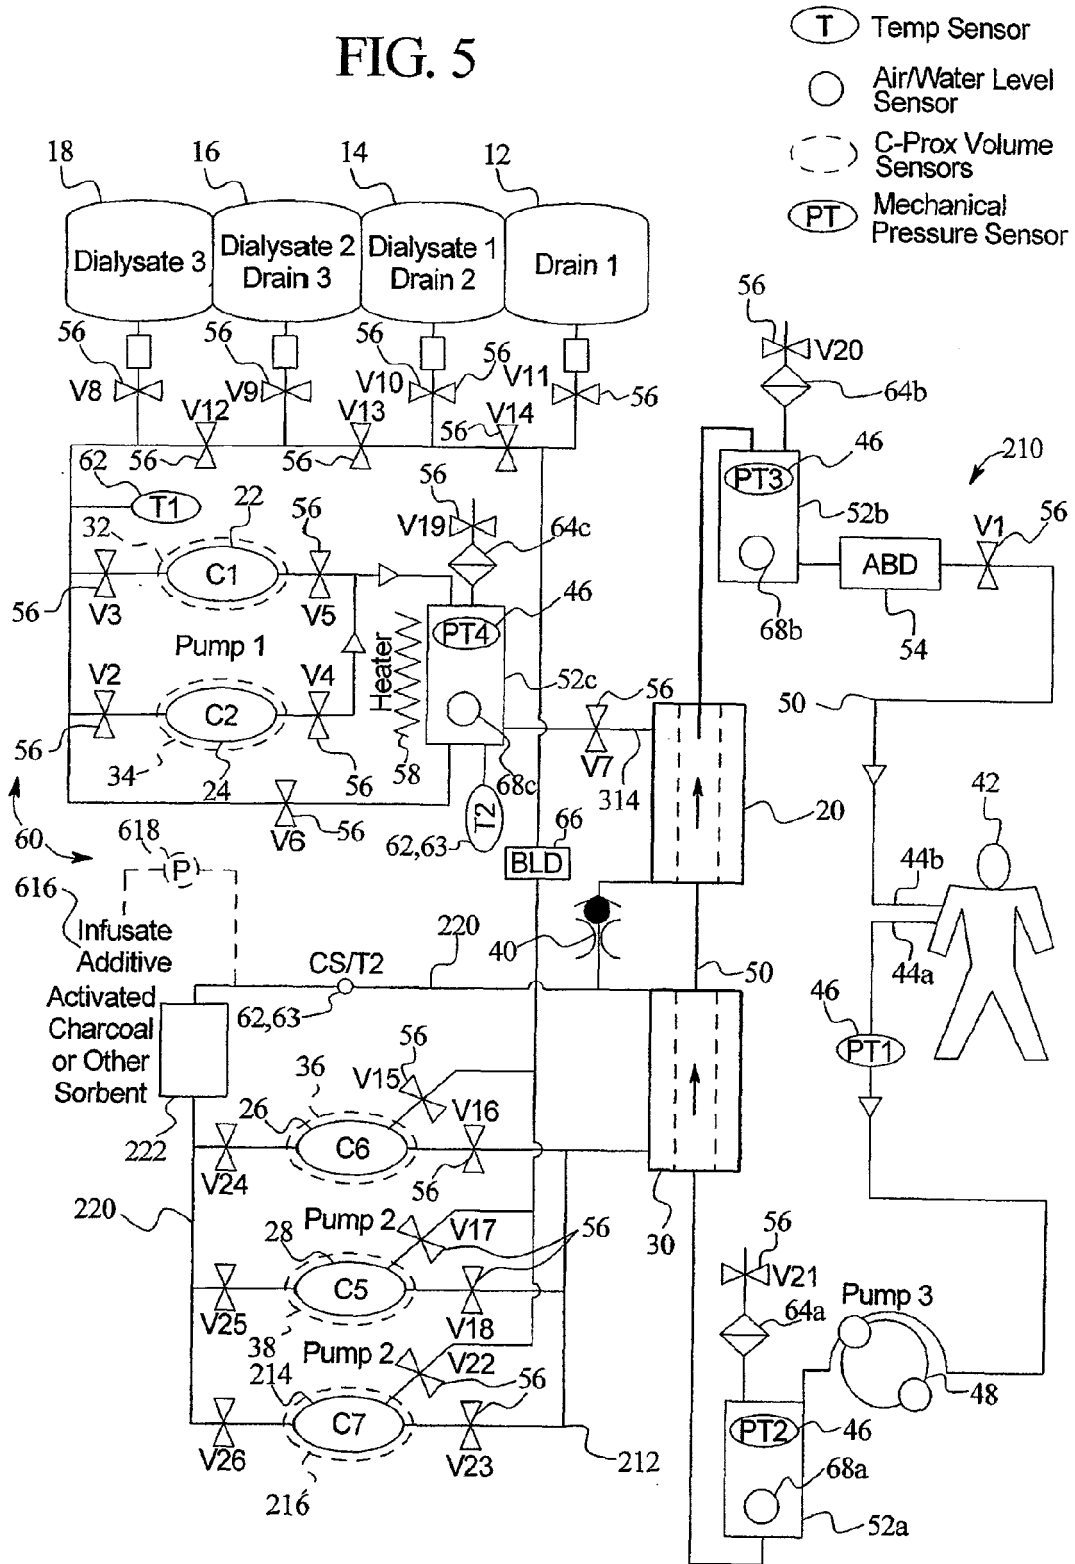 FIG. 5
T Temp Sensor
Air/Water Level
Sensor
C-Prox Volume
Sensors
PT Mechanical
Pressure Sensor
18 16 14 12
Dialysate 3
Dialysate 2
Drain 3
Dialysate 1
Drain 2
Drain 1
56 56 56 56
V8 V9 V10 V11 56
V12 V13 56 V14
56 56
62
T1
56
V20
64b
46
PT3
210
52b
V1 56
ABD
68b
54
50
56
V19
64c
32 22 56
C1
56 V3 V5
46
PT4
Pump 1
Heater
52c
V2 V4
C2
56 34 24 56
58
68c
56
V7
314
V6 56
T2
62,63
66
BLD
20
60
618
P
616
Infusate
Additive
42
44b
44a
220
40
50
CS/T2
62,63
Activated
Charcoal
or Other
Sorbent
222
46
PT1
56
V15
36
26
C6
V16
V24
56
30
220
Pump 2
V17
56
28
C5
V25
V18
38
Pump 2
V22
56
214
C7
V26
V23
212
216
56
V21
64a
Pump 3
48
PT2
46
68a
52a